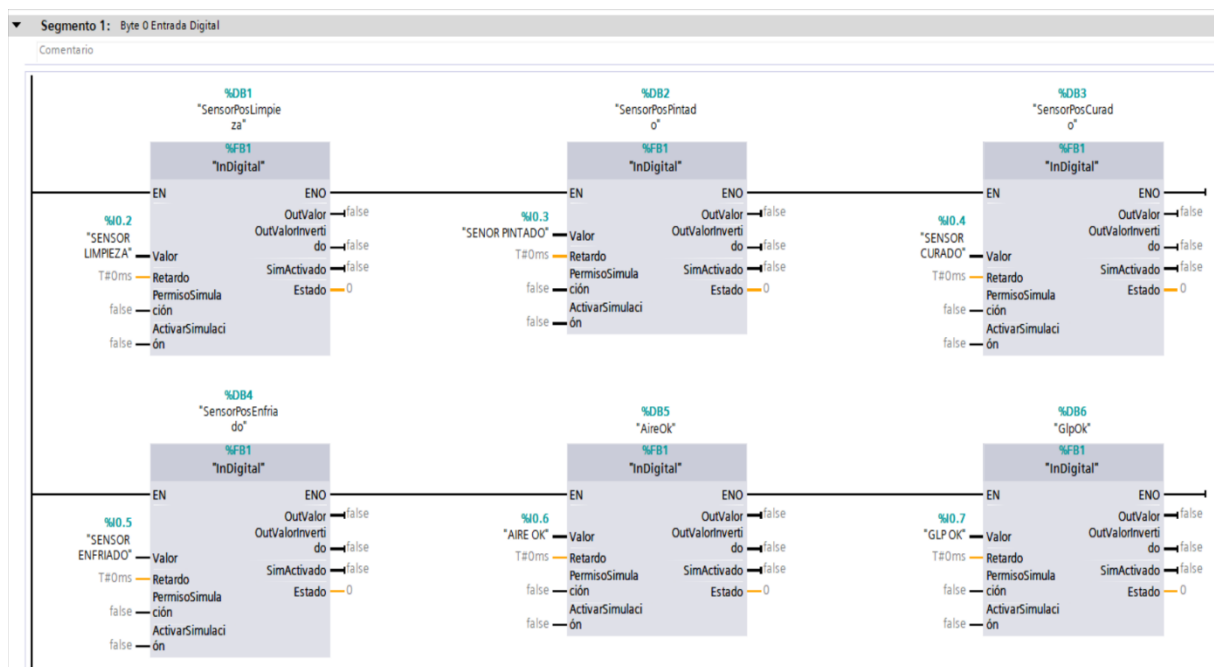 Segmento 1: Byte 0 Entrada Digital
Comentario
%DB1
"SensorPosLimpie
za"
%FB1
"InDigital"
EN ENO
OutValor false
OutValorInverti
do false
SimActivado false
Estado 0
%I0.2
"SENSOR
LIMPIEZA" Valor
T#0ms Retardo
PermisoSimula
false ción
ActivarSimulaci
false ón
%DB2
"SensorPosPintad
o"
%FB1
"InDigital"
EN ENO
OutValor false
OutValorInverti
do false
SimActivado false
Estado 0
%I0.3
"SENOR PINTADO" Valor
T#0ms Retardo
PermisoSimula
false ción
ActivarSimulaci
false ón
%DB3
"SensorPosCurad
o"
%FB1
"InDigital"
EN ENO
OutValor false
OutValorInverti
do false
SimActivado false
Estado 0
%I0.4
"SENSOR
CURADO" Valor
T#0ms Retardo
PermisoSimula
false ción
ActivarSimulaci
false ón
%DB4
"SensorPosEnfria
do"
%FB1
"InDigital"
EN ENO
OutValor false
OutValorInverti
do false
SimActivado false
Estado 0
%I0.5
"SENSOR
ENFRIADO" Valor
T#0ms Retardo
PermisoSimula
false ción
ActivarSimulaci
false ón
%DB5
"AireOk"
%FB1
"InDigital"
EN ENO
OutValor false
OutValorInverti
do false
SimActivado false
Estado 0
%I0.6
"AIRE OK" Valor
T#0ms Retardo
PermisoSimula
false ción
ActivarSimulaci
false ón
%DB6
"GlpOk"
%FB1
"InDigital"
EN ENO
OutValor false
OutValorInverti
do false
SimActivado false
Estado 0
%I0.7
"GLP OK" Valor
T#0ms Retardo
PermisoSimula
false ción
ActivarSimulaci
false ón